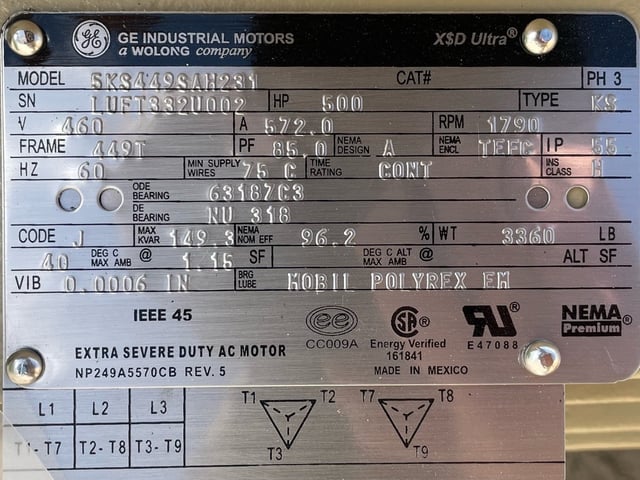 GE INDUSTRIAL MOTORS X$D Ultra®
a WOLONG company
MODEL 5KS449SAH231 CAT# PH 3
SN LUFT332U002 HP 500 TYPE KS
V 460 A 572.0 RPM 1790
FRAME 449T PF 85.0 NEMA DESIGN A NEMA ENCL TEFC IP 55
HZ 60 MIN SUPPLY WIRES 75 C TIME RATING CONT INS CLASS H
ODE BEARING 63187C3
DE BEARING NU 318
CODE J MAX KVAR 149.3 NEMA NOM EFF 96.2 % WT 3360 LB
40 DEG C MAX AMB @ 1.15 SF DEG C ALT MAX AMB @ ALT SF
VIB 0.0006 IN BRG LUBE MOBIL POLYREX EM
IEEE 45
ee CC009A
SA® Energy Verified 161841
RU® E47088
NEMA Premium™
EXTRA SEVERE DUTY AC MOTOR
NP249A5570CB REV. 5 MADE IN MEXICO
L1 L2 L3
T1-T7 T2-T8 T3-T9
T1 T2 T7 T8
T3 T9